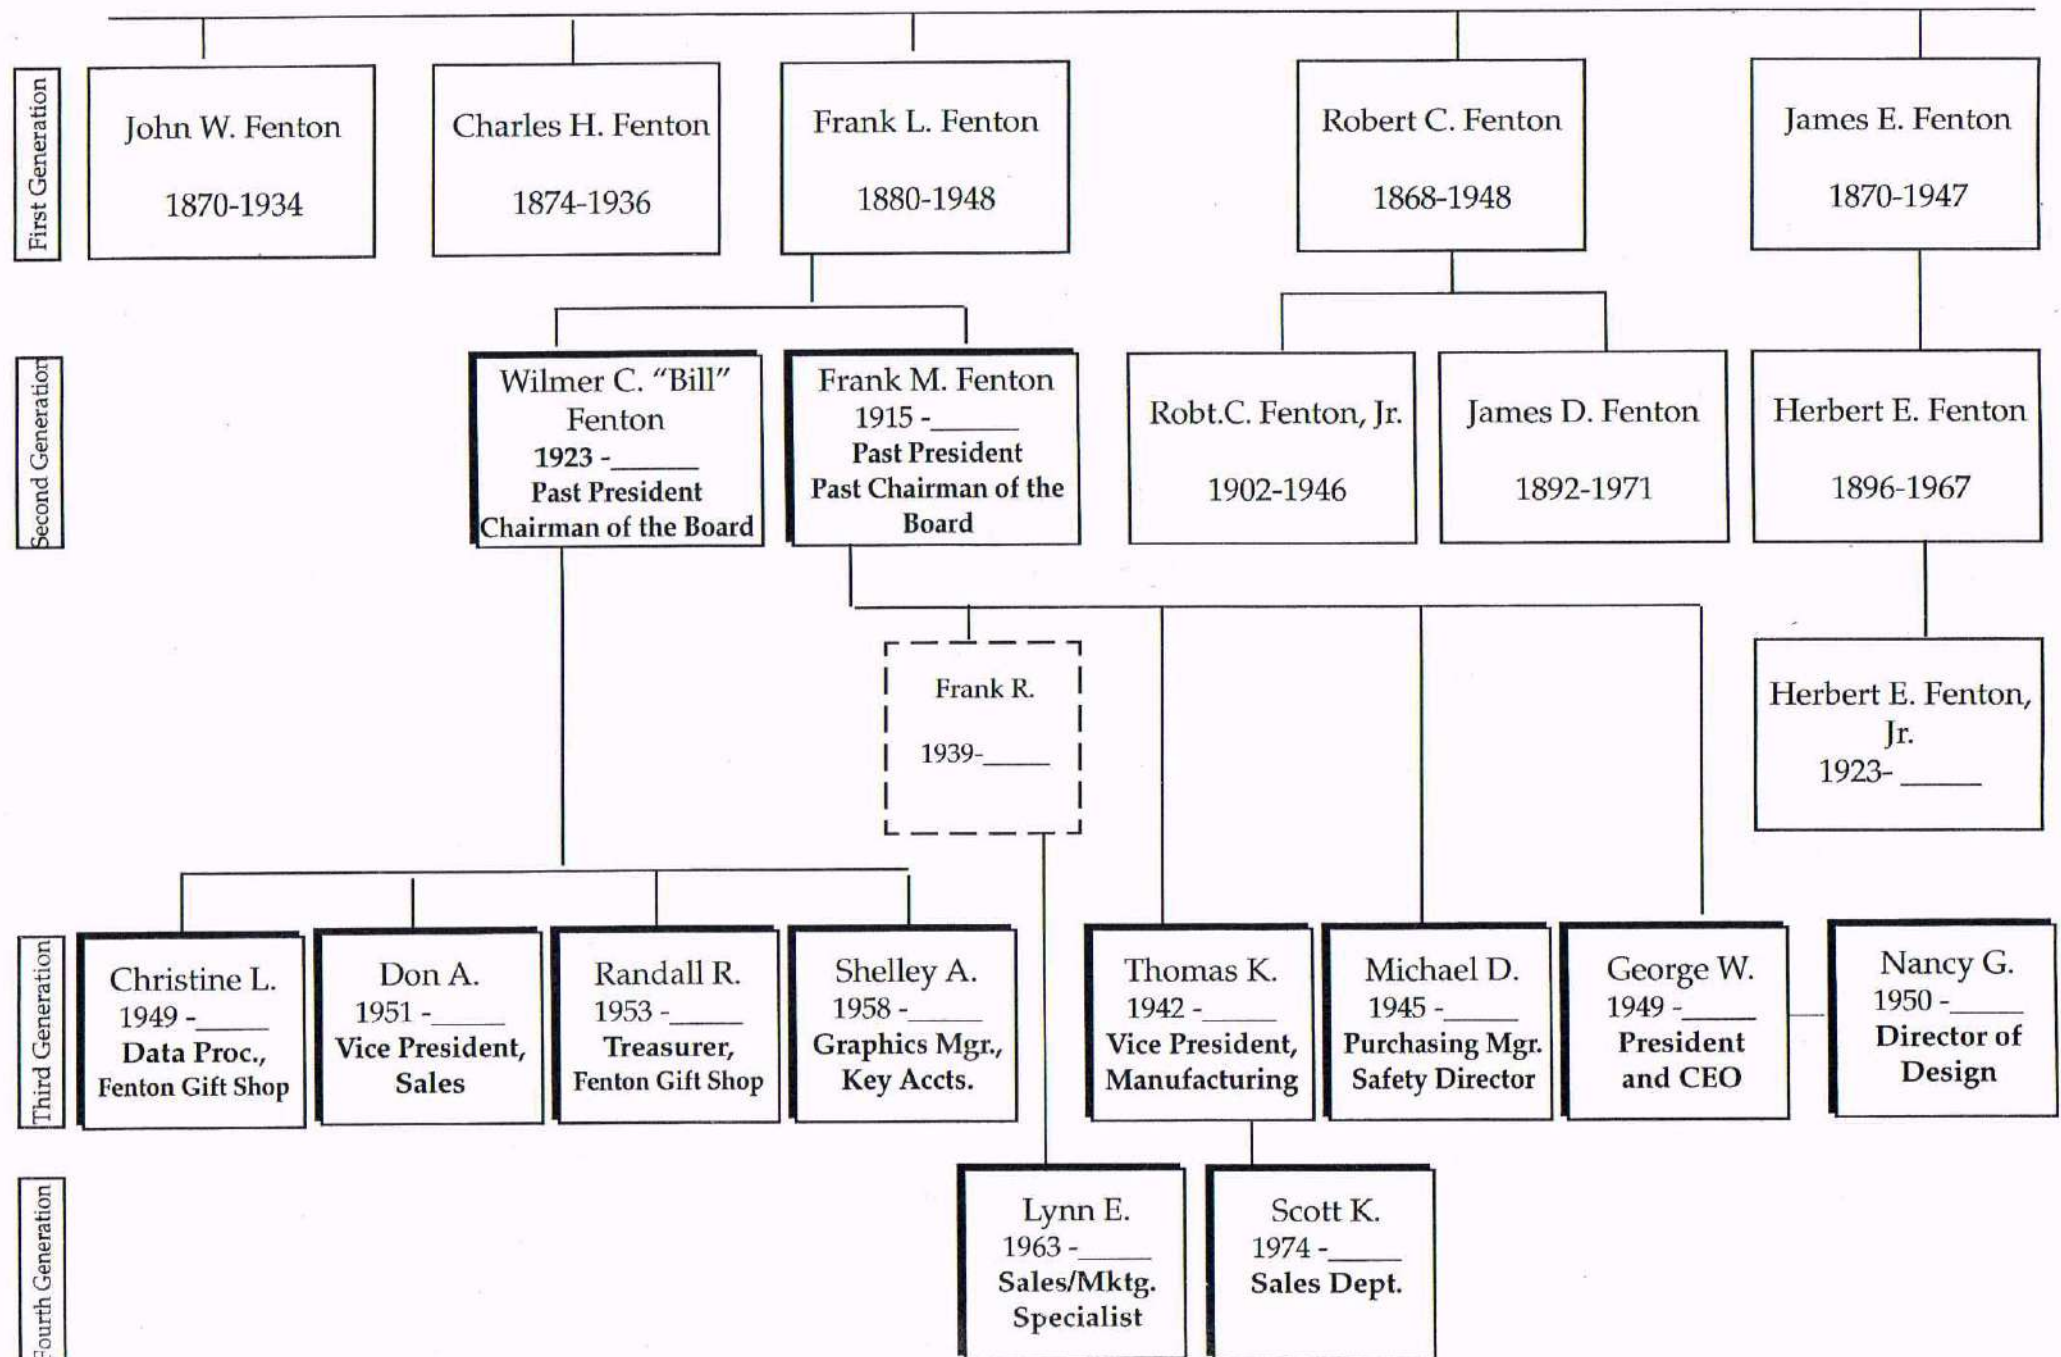 First Generation
John W. Fenton
1870-1934
Charles H. Fenton
1874-1936
Frank L. Fenton
1880-1948
Robert C. Fenton
1868-1948
James E. Fenton
1870-1947
Second Generation
Wilmer C. “Bill”
Fenton
1923 -______
Past President
Chairman of the Board
Frank M. Fenton
1915 -______
Past President
Past Chairman of the
Board
Robt.C. Fenton, Jr.
1902-1946
James D. Fenton
1892-1971
Herbert E. Fenton
1896-1967
Frank R.
1939-_____
Herbert E. Fenton,
Jr.
1923- ______
Third Generation
Christine L.
1949 -_____
Data Proc.,
Fenton Gift Shop
Don A.
1951 -_____
Vice President,
Sales
Randall R.
1953 -_____
Treasurer,
Fenton Gift Shop
Shelley A.
1958 -_____
Graphics Mgr.,
Key Accts.
Thomas K.
1942 -_____
Vice President,
Manufacturing
Michael D.
1945 -_____
Purchasing Mgr.
Safety Director
George W.
1949 -_____
President
and CEO
Nancy G.
1950 -_____
Director of
Design
Fourth Generation
Lynn E.
1963 -_____
Sales/Mktg.
Specialist
Scott K.
1974 -_____
Sales Dept.